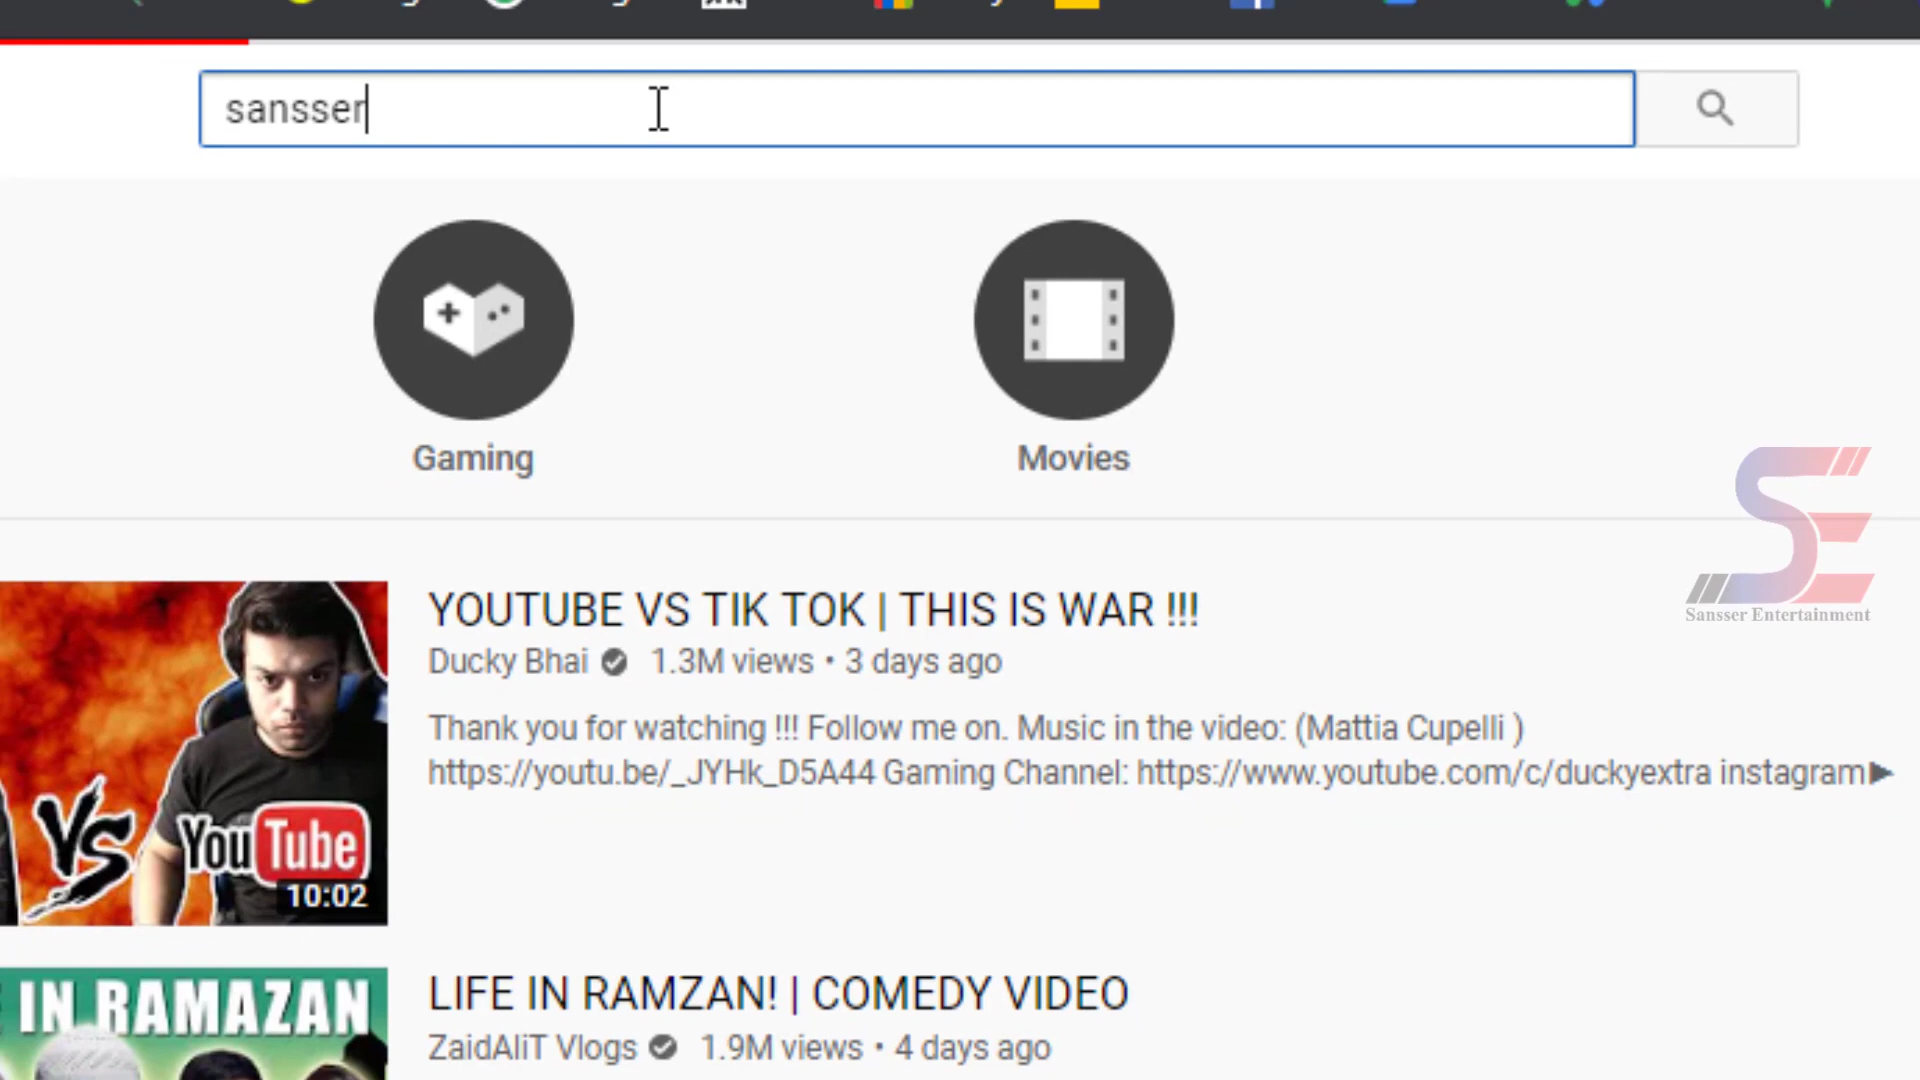 sansser
Gaming
Movies
Sansser Entertainment
YOUTUBE VS TIK TOK | THIS IS WAR !!!
Ducky Bhai 1.3M views • 3 days ago
Thank you for watching !!! Follow me on. Music in the video: (Mattia Cupelli )
https://youtu.be/_JYHk_D5A44 Gaming Channel: https://www.youtube.com/c/duckyextra instagram▶
VS
YouTube
10:02
IN RAMAZAN
LIFE IN RAMZAN! | COMEDY VIDEO
ZaidAliT Vlogs 1.9M views • 4 days ago